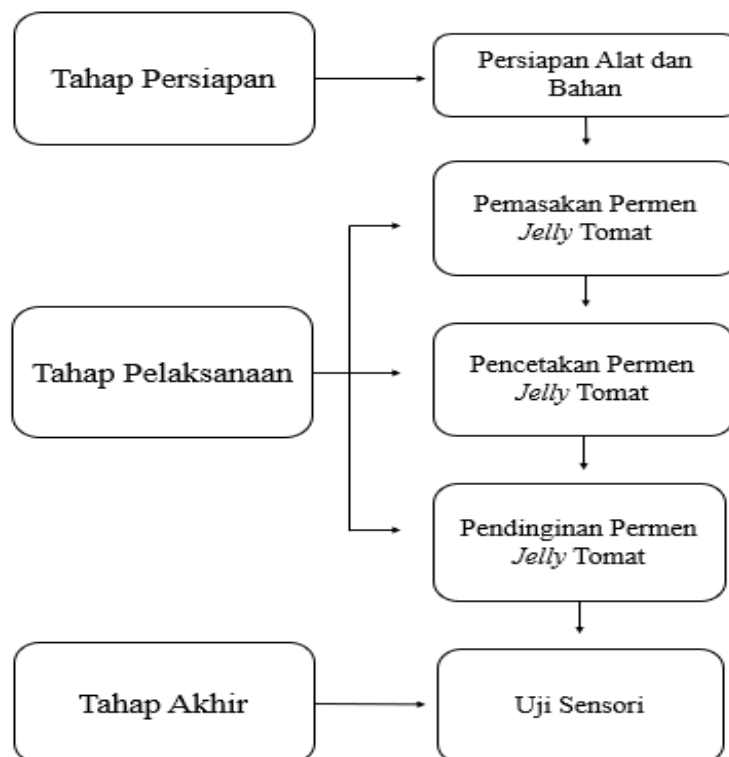 Tahap Persiapan
Persiapan Alat dan
Bahan
Pemasakan Permen
Jelly Tomat
Tahap Pelaksanaan
Pencetakan Permen
Jelly Tomat
Pendinginan Permen
Jelly Tomat
Tahap Akhir
Uji Sensori